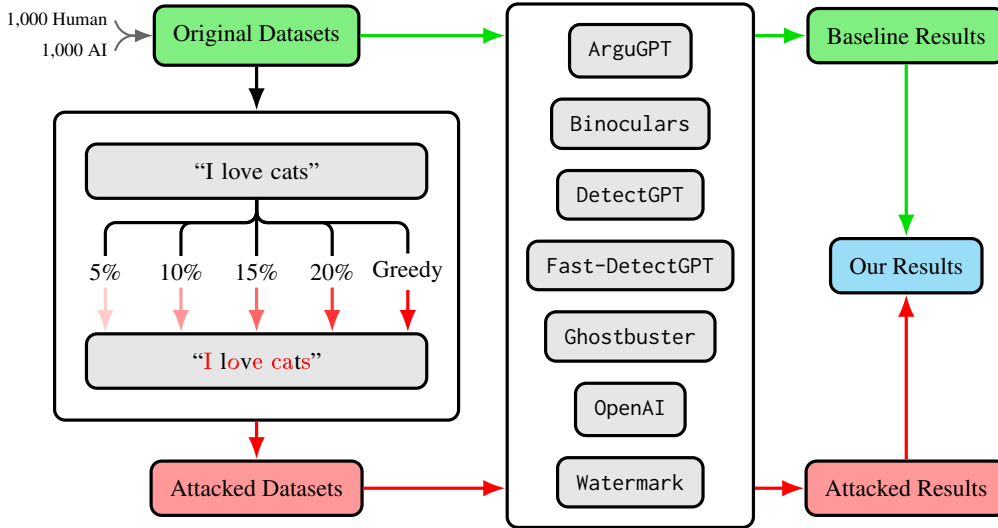 1,000 Human
1,000 AI
Original Datasets
“I love cats”
5% 10% 15% 20% Greedy
“I love cats”
Attacked Datasets
ArguGPT
Binoculars
DetectGPT
Fast-DetectGPT
Ghostbuster
OpenAI
Watermark
Baseline Results
Our Results
Attacked Results